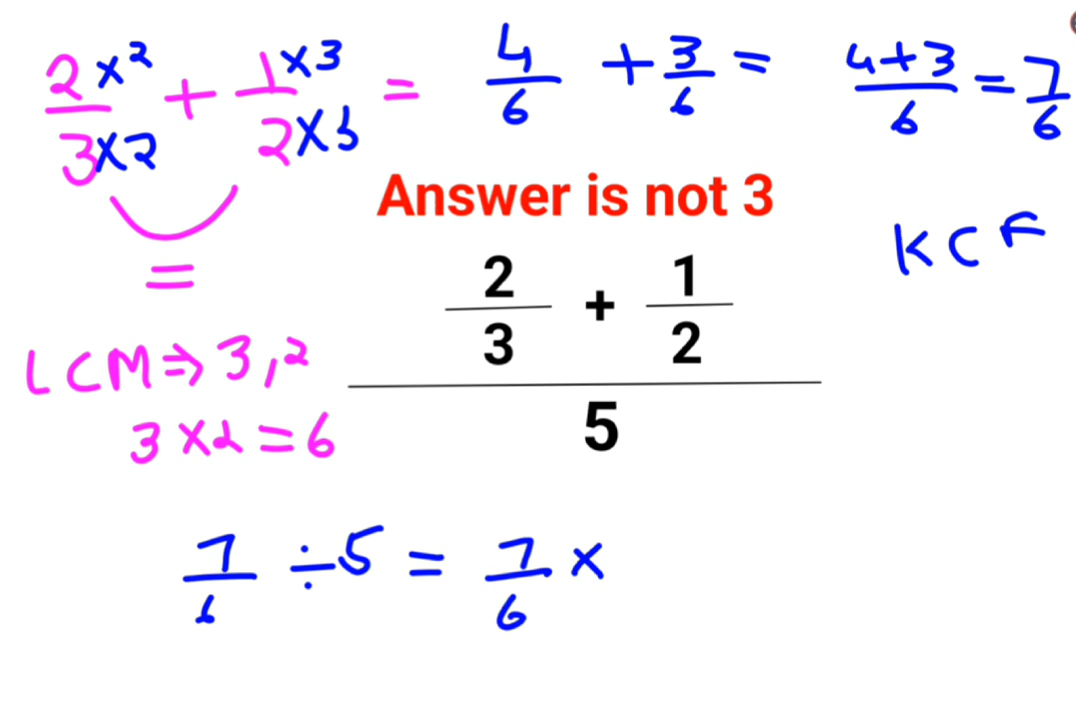 2 x 2 / 3 x 2 + 1 x 3 / 2 x 3 = 4/6 + 3/6 = 4+3/6 = 7/6
Answer is not 3
K C F
=
2/3 + 1/2
5
LCM ⇒ 3,2
3 x 2 = 6
7/6 ÷ 5 = 7/6 x